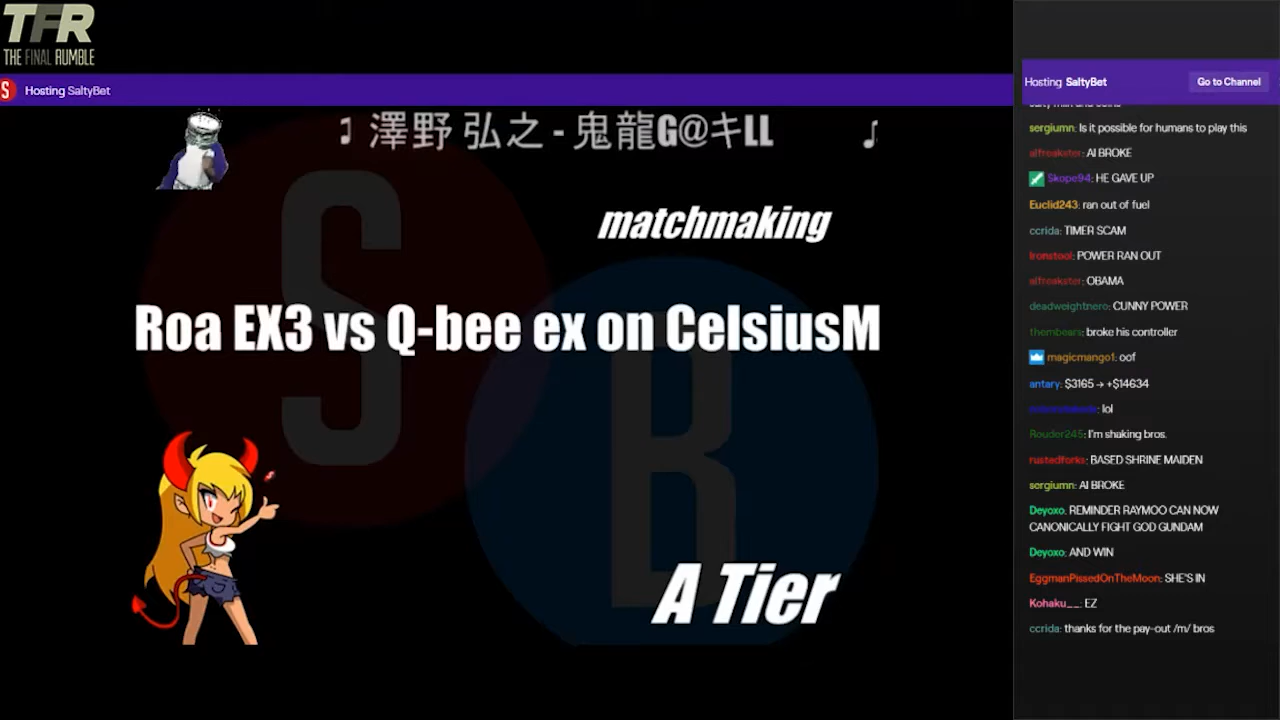 TFR
THE FINAL RUMBLE
S
Hosting SaltyBet
♫ 澤野 弘之 - 鬼龍G@キLL ♫
matchmaking
Roa EX3 vs Q-bee ex on CelsiusM
S
B
A Tier
Hosting SaltyBet
Go to Channel
sergiumn: Is it possible for humans to play this
alfreakster: AI BROKE
Skope94: HE GAVE UP
Euclid243: ran out of fuel
ccrida: TIMER SCAM
Ironstool: POWER RAN OUT
alfreakster: OBAMA
deadweightnero: CUNNY POWER
thembears: broke his controller
magicmango1: oof
antary: $3165 → +$14634
: lol
Rouder245: I'm shaking bros.
rustedforks: BASED SHRINE MAIDEN
sergiumn: AI BROKE
Deyoxo: REMINDER RAYMOO CAN NOW
CANONICALLY FIGHT GOD GUNDAM
Deyoxo: AND WIN
EggmanPissedOnTheMoon: SHE'S IN
Kohaku__: EZ
ccrida: thanks for the pay-out /m/ bros